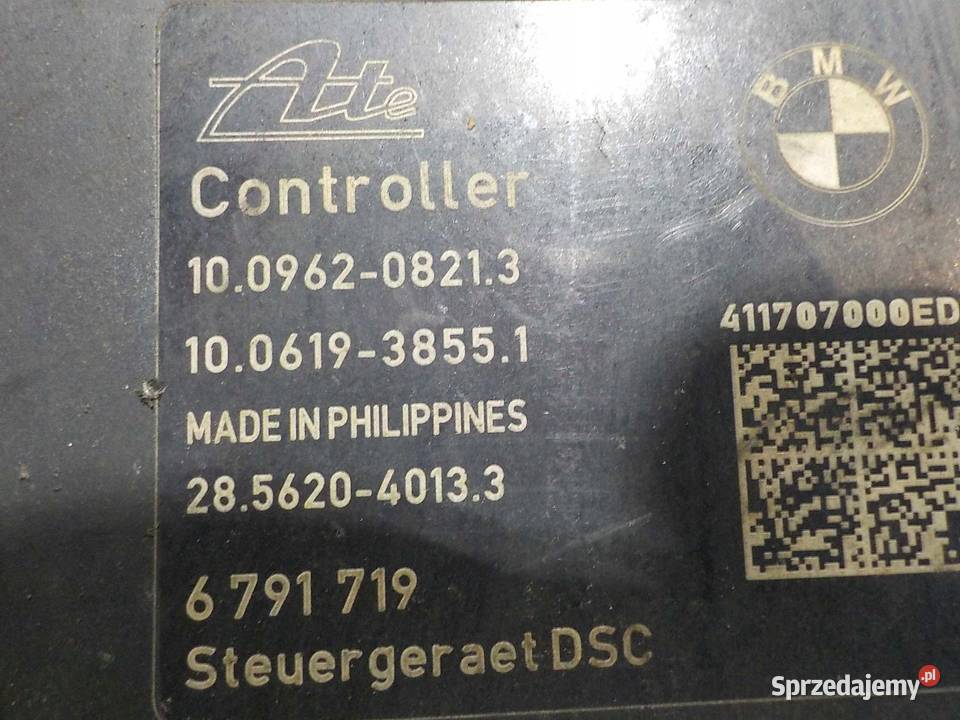 Ate
BMW
Controller
10.0962-0821.3
10.0619-3855.1
411707000ED
MADE IN PHILIPPINES
28.5620-4013.3
6 791 719
Steuergeraet DSC
Sprzedajemy.pl